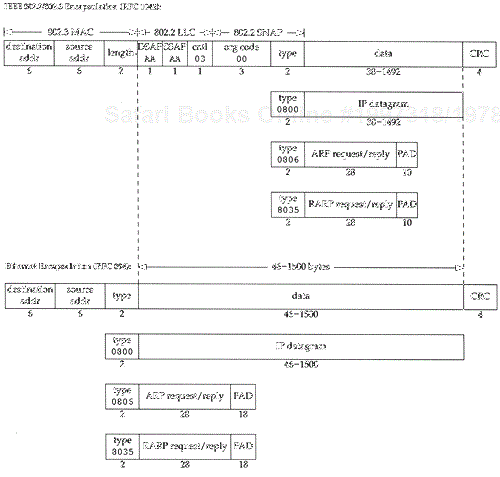 IEEE 802.2/802.3 Encapsulation (RFC 1042):
802.3 MAC 802.2 LLC 802.2 SNAP
destination addr source addr length DSAP AA SSAP AA cntl 03 org code 00 type data CRC
6 6 2 1 1 1 3 2 38-1492 4
Safari Books Online #
type 0800 IP datagram
2 38-1492
type 0806 ARP request/reply PAD
2 28 10
type 8035 RARP request/reply PAD
2 28 10
Ethernet Encapsulation (RFC 894): 46-1500 bytes
destination addr source addr type data CRC
6 6 2 46-1500 4
type 0800 IP datagram
2 46-1500
type 0806 ARP request/reply PAD
2 28 18
type 8035 RARP request/reply PAD
2 28 18